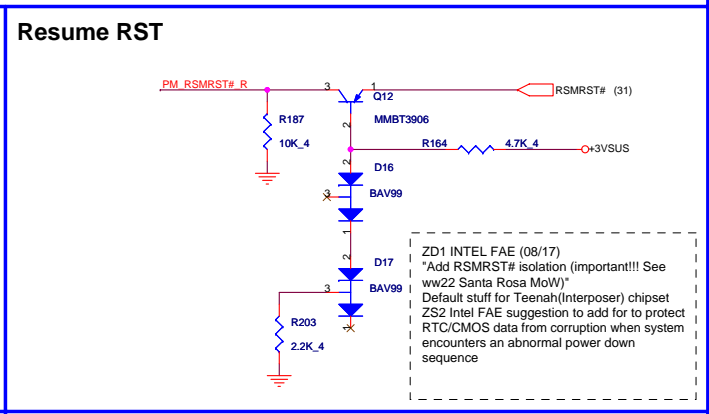 Resume RST
PM_RSMRST#_R
3
1
Q12
RSMRST# (31)
R187
10K_4
2
MMBT3906
R164
4.7K_4
+3VSUS
2
D16
3
BAV99
1
2
D17
3
BAV99
1
R203
2.2K_4
ZD1 INTEL FAE (08/17)
"Add RSMRST# isolation (important!!! See
ww22 Santa Rosa MoW)"
Default stuff for Teenah(Interposer) chipset
ZS2 Intel FAE suggestion to add for to protect
RTC/CMOS data from corruption when system
encounters an abnormal power down
sequence